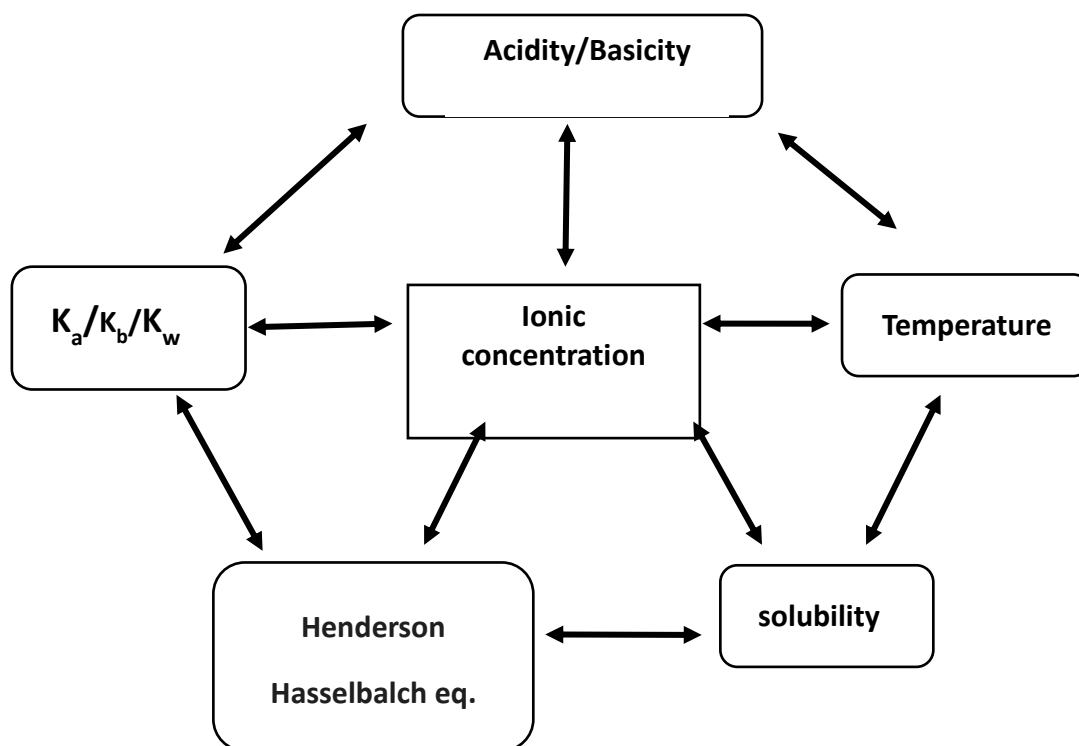 Acidity/Basicity
Ka/Kb/Kw
Ionic
concentration
Temperature
Henderson
Hasselbalch eq.
solubility